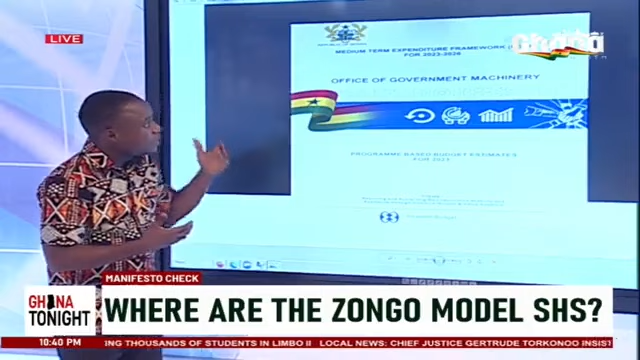 LIVE
REPUBLIC OF GHANA
MEDIUM TERM EXPENDITURE FRAMEWORK
FOR 2023-2026
OFFICE OF GOVERNMENT MACHINERY
PROGRAMME BASED BUDGET ESTIMATES
FOR 2023
MANIFESTO CHECK
GHANA
TONIGHT
WHERE ARE THE ZONGO MODEL SHS?
10:40 PM
ING THOUSANDS OF STUDENTS IN LIMBO II LOCAL NEWS: CHIEF JUSTICE GERTRUDE TORKONOO INSIST